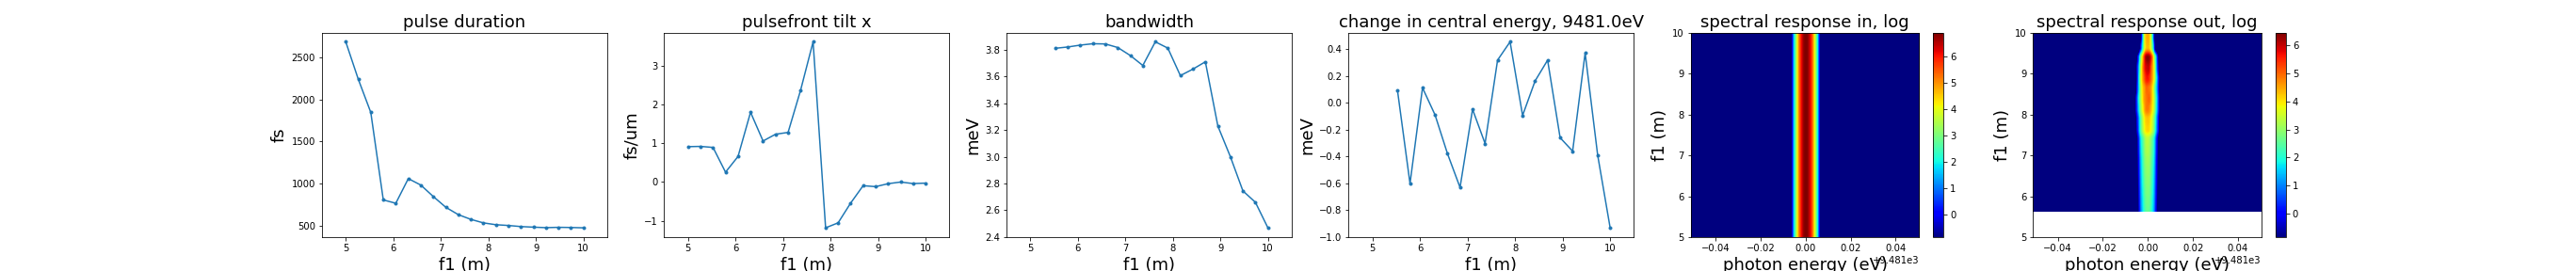 pulse duration
fs
2500
2000
1500
1000
500
5 6 7 8 9 10
f1 (m)
pulsefront tilt x
fs/um
3
2
1
0
−1
5 6 7 8 9 10
f1 (m)
bandwidth
meV
3.8
3.6
3.4
3.2
3.0
2.8
2.6
2.4
5 6 7 8 9 10
f1 (m)
change in central energy, 9481.0eV
meV
0.4
0.2
0.0
−0.2
−0.4
−0.6
−0.8
−1.0
5 6 7 8 9 10
f1 (m)
spectral response in, log
f1 (m)
10
9
8
7
6
5
−0.04 −0.02 0.00 0.02 0.04
+9.481e3
photon energy (eV)
6
5
4
3
2
1
0
spectral response out, log
f1 (m)
10
9
8
7
6
5
−0.04 −0.02 0.00 0.02 0.04
+9.481e3
photon energy (eV)
6
5
4
3
2
1
0